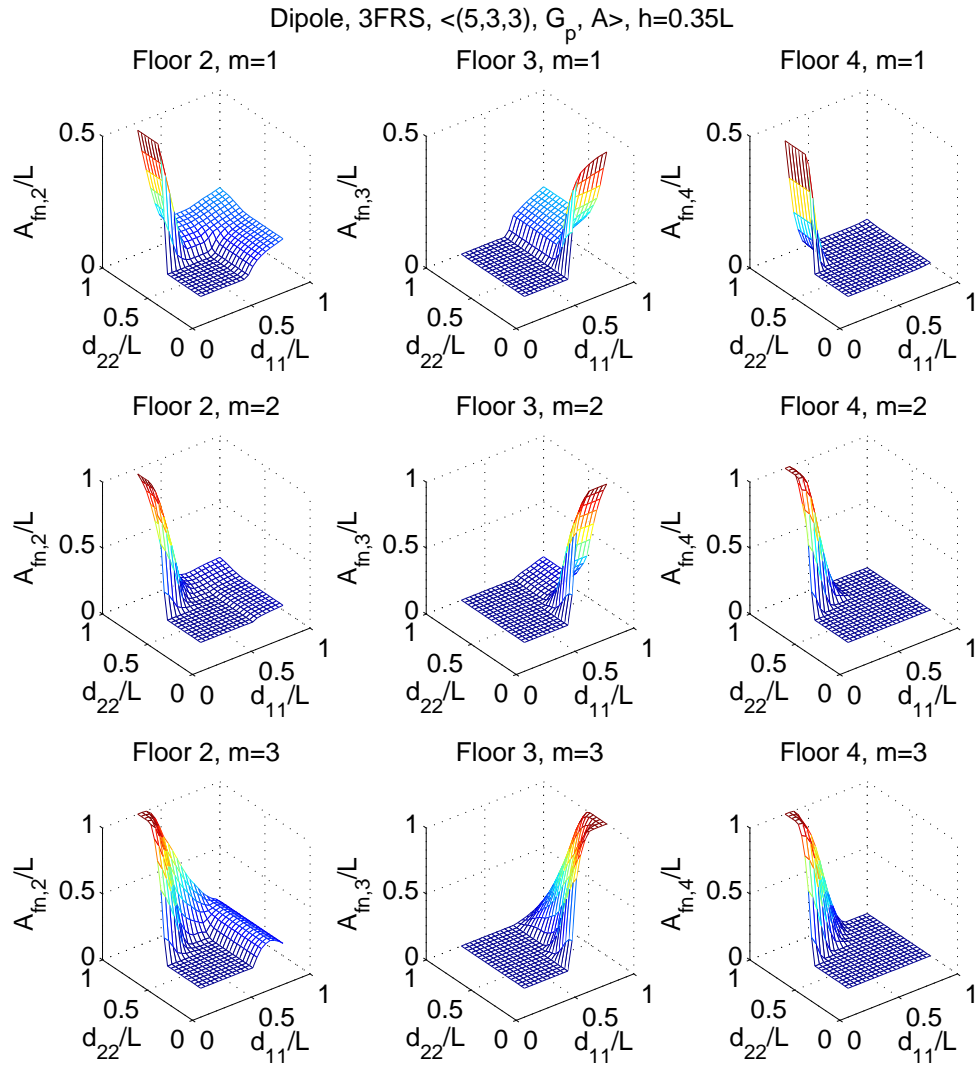 Dipole, 3FRS, <(5,3,3), G_p, A>, h=0.35L
Floor 2, m=1
Floor 3, m=1
Floor 4, m=1
0.5
0
A_fn,2/L
1
0.5
0
d_22/L
0
0.5
1
d_11/L
0.5
0
A_fn,3/L
1
0.5
0
d_22/L
0
0.5
1
d_11/L
0.5
0
A_fn,4/L
1
0.5
0
d_22/L
0
0.5
1
d_11/L
Floor 2, m=2
Floor 3, m=2
Floor 4, m=2
1
0.5
0
A_fn,2/L
1
0.5
0
d_22/L
0
0.5
1
d_11/L
1
0.5
0
A_fn,3/L
1
0.5
0
d_22/L
0
0.5
1
d_11/L
1
0.5
0
A_fn,4/L
1
0.5
0
d_22/L
0
0.5
1
d_11/L
Floor 2, m=3
Floor 3, m=3
Floor 4, m=3
1
0.5
0
A_fn,2/L
1
0.5
0
d_22/L
0
0.5
1
d_11/L
1
0.5
0
A_fn,3/L
1
0.5
0
d_22/L
0
0.5
1
d_11/L
1
0.5
0
A_fn,4/L
1
0.5
0
d_22/L
0
0.5
1
d_11/L